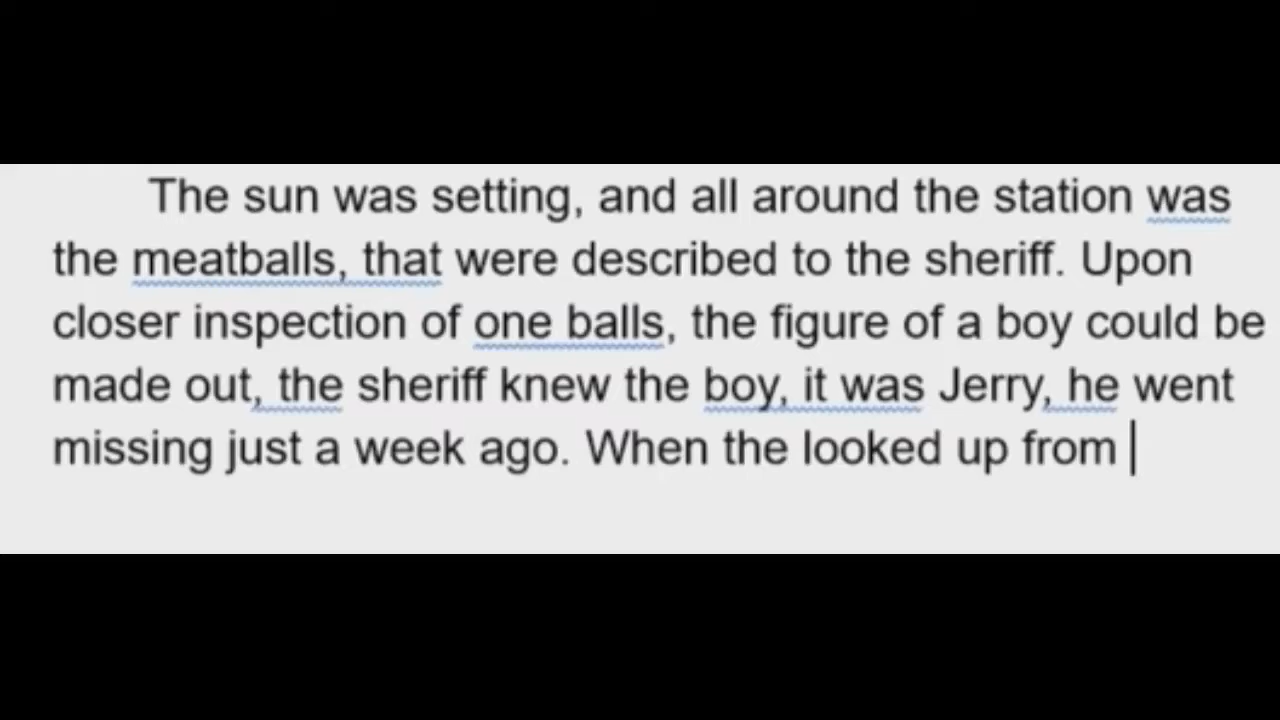 The sun was setting, and all around the station was
the meatballs, that were described to the sheriff. Upon
closer inspection of one balls, the figure of a boy could be
made out, the sheriff knew the boy, it was Jerry, he went
missing just a week ago. When the looked up from